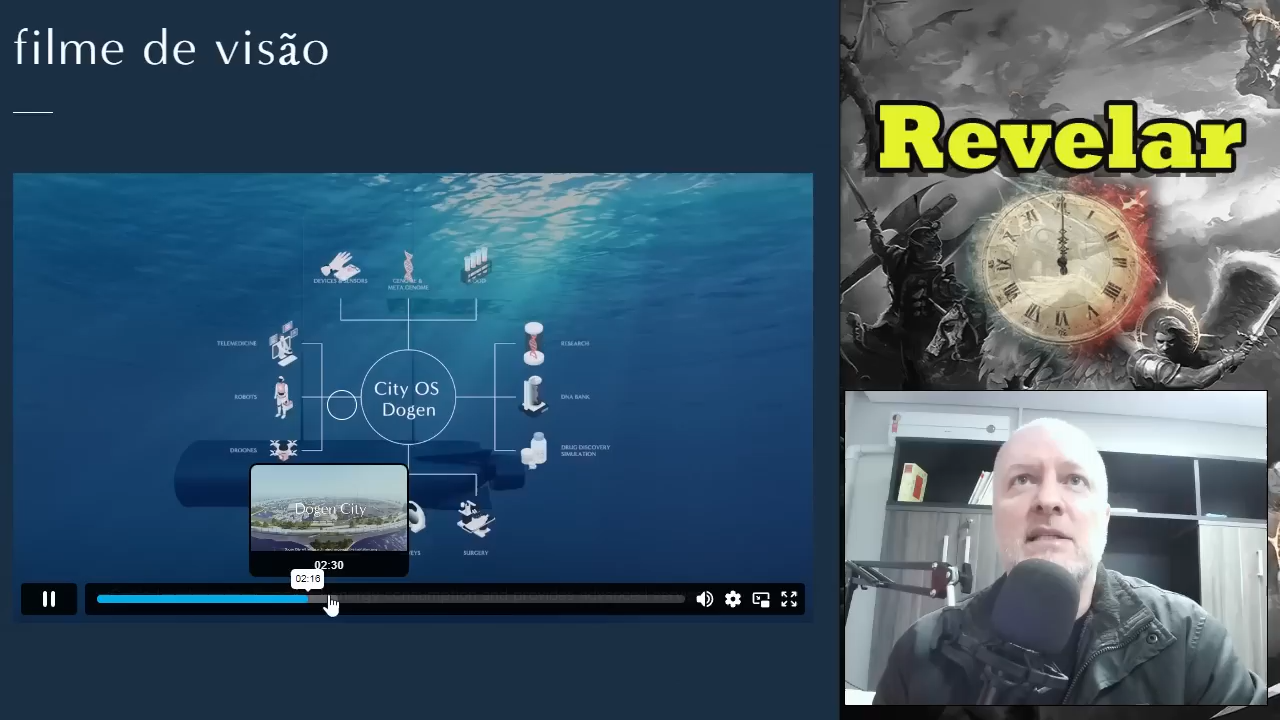 filme de visão
Revelar
DEVICES & SENSORS
GENOME &
META GENOME
TELEMEDICINE
RESEARCH
ROBOTS
City OS
Dogen
DNA BANK
DRUG DISCOVERY
SIMULATION
Dogen City
SURGERY
02:30
02:16